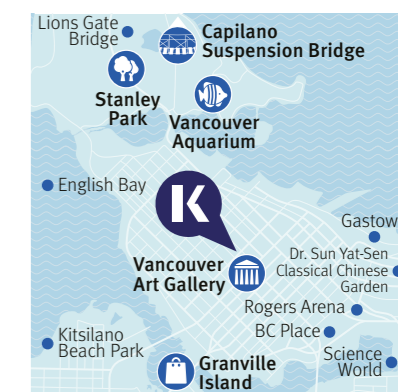 Lions Gate
Bridge
Capilano
Suspension Bridge
Stanley
Park
Vancouver
Aquarium
English Bay
K
Gastow
Vancouver
Art Gallery
Dr. Sun Yat-Sen
Classical Chinese
Garden
Rogers Arena
BC Place
Kitsilano
Beach Park
Science
World
Granville
Island